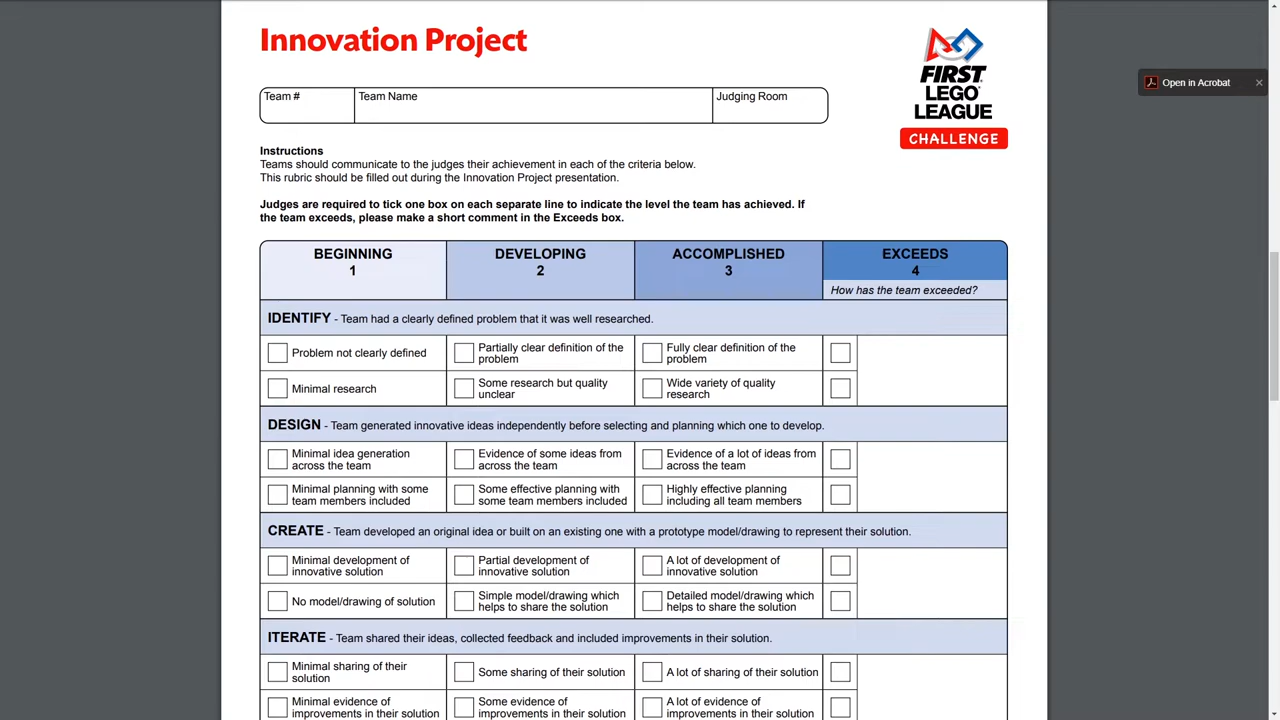 Innovation Project
FIRST
LEGO
LEAGUE
CHALLENGE
Open in Acrobat
Team #
Team Name
Judging Room
Instructions
Teams should communicate to the judges their achievement in each of the criteria below.
This rubric should be filled out during the Innovation Project presentation.
Judges are required to tick one box on each separate line to indicate the level the team has achieved. If
the team exceeds, please make a short comment in the Exceeds box.
BEGINNING
1
DEVELOPING
2
ACCOMPLISHED
3
EXCEEDS
4
How has the team exceeded?
IDENTIFY - Team had a clearly defined problem that it was well researched.
Problem not clearly defined
Partially clear definition of the
problem
Fully clear definition of the
problem
Minimal research
Some research but quality
unclear
Wide variety of quality
research
DESIGN - Team generated innovative ideas independently before selecting and planning which one to develop.
Minimal idea generation
across the team
Evidence of some ideas from
across the team
Evidence of a lot of ideas from
across the team
Minimal planning with some
team members included
Some effective planning with
some team members included
Highly effective planning
including all team members
CREATE - Team developed an original idea or built on an existing one with a prototype model/drawing to represent their solution.
Minimal development of
innovative solution
Partial development of
innovative solution
A lot of development of
innovative solution
No model/drawing of solution
Simple model/drawing which
helps to share the solution
Detailed model/drawing which
helps to share the solution
ITERATE - Team shared their ideas, collected feedback and included improvements in their solution.
Minimal sharing of their
solution
Some sharing of their solution
A lot of sharing of their solution
Minimal evidence of
improvements in their solution
Some evidence of
improvements in their solution
A lot of evidence of
improvements in their solution